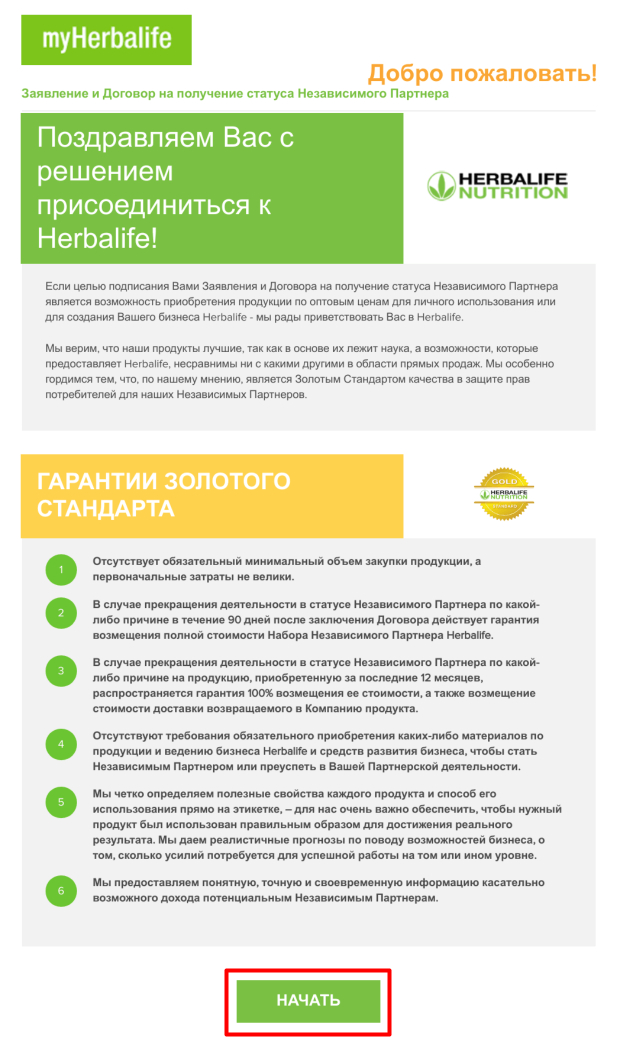 myHerbalife
Добро пожаловать!
Заявление и Договор на получение статуса Независимого Партнера
Поздравляем Вас с
решением
присоединиться к
Herbalife!
HERBALIFE
NUTRITION
Если целью подписания Вами Заявления и Договора на получение статуса Независимого Партнера
является возможность приобретения продукции по оптовым ценам для личного использования или
для создания Вашего бизнеса Herbalife - мы рады приветствовать Вас в Herbalife.
Мы верим, что наши продукты лучшие, так как в основе их лежит наука, а возможности, которые
предоставляет Herbalife, несравнимы ни с какими другими в области прямых продаж. Мы особенно
гордимся тем, что, по нашему мнению, является Золотым Стандартом качества в защите прав
потребителей для наших Независимых Партнеров.
ГАРАНТИИ ЗОЛОТОГО
СТАНДАРТА
GOLD
HERBALIFE
NUTRITION
STANDARD
1
Отсутствует обязательный минимальный объем закупки продукции, а
первоначальные затраты не велики.
2
В случае прекращения деятельности в статусе Независимого Партнера по какой-
либо причине в течение 90 дней после заключения Договора действует гарантия
возмещения полной стоимости Набора Независимого Партнера Herbalife.
3
В случае прекращения деятельности в статусе Независимого Партнера по какой-
либо причине на продукцию, приобретенную за последние 12 месяцев,
распространяется гарантия 100% возмещения ее стоимости, а также возмещение
стоимости доставки возвращаемого в Компанию продукта.
4
Отсутствуют требования обязательного приобретения каких-либо материалов по
продукции и ведению бизнеса Herbalife и средств развития бизнеса, чтобы стать
Независимым Партнером или преуспеть в Вашей Партнерской деятельности.
5
Мы четко определяем полезные свойства каждого продукта и способ его
использования прямо на этикетке, – для нас очень важно обеспечить, чтобы нужный
продукт был использован правильным образом для достижения реального
результата. Мы даем реалистичные прогнозы по поводу возможностей бизнеса, о
том, сколько усилий потребуется для успешной работы на том или ином уровне.
6
Мы предоставляем понятную, точную и своевременную информацию касательно
возможного дохода потенциальным Независимым Партнерам.
НАЧАТЬ